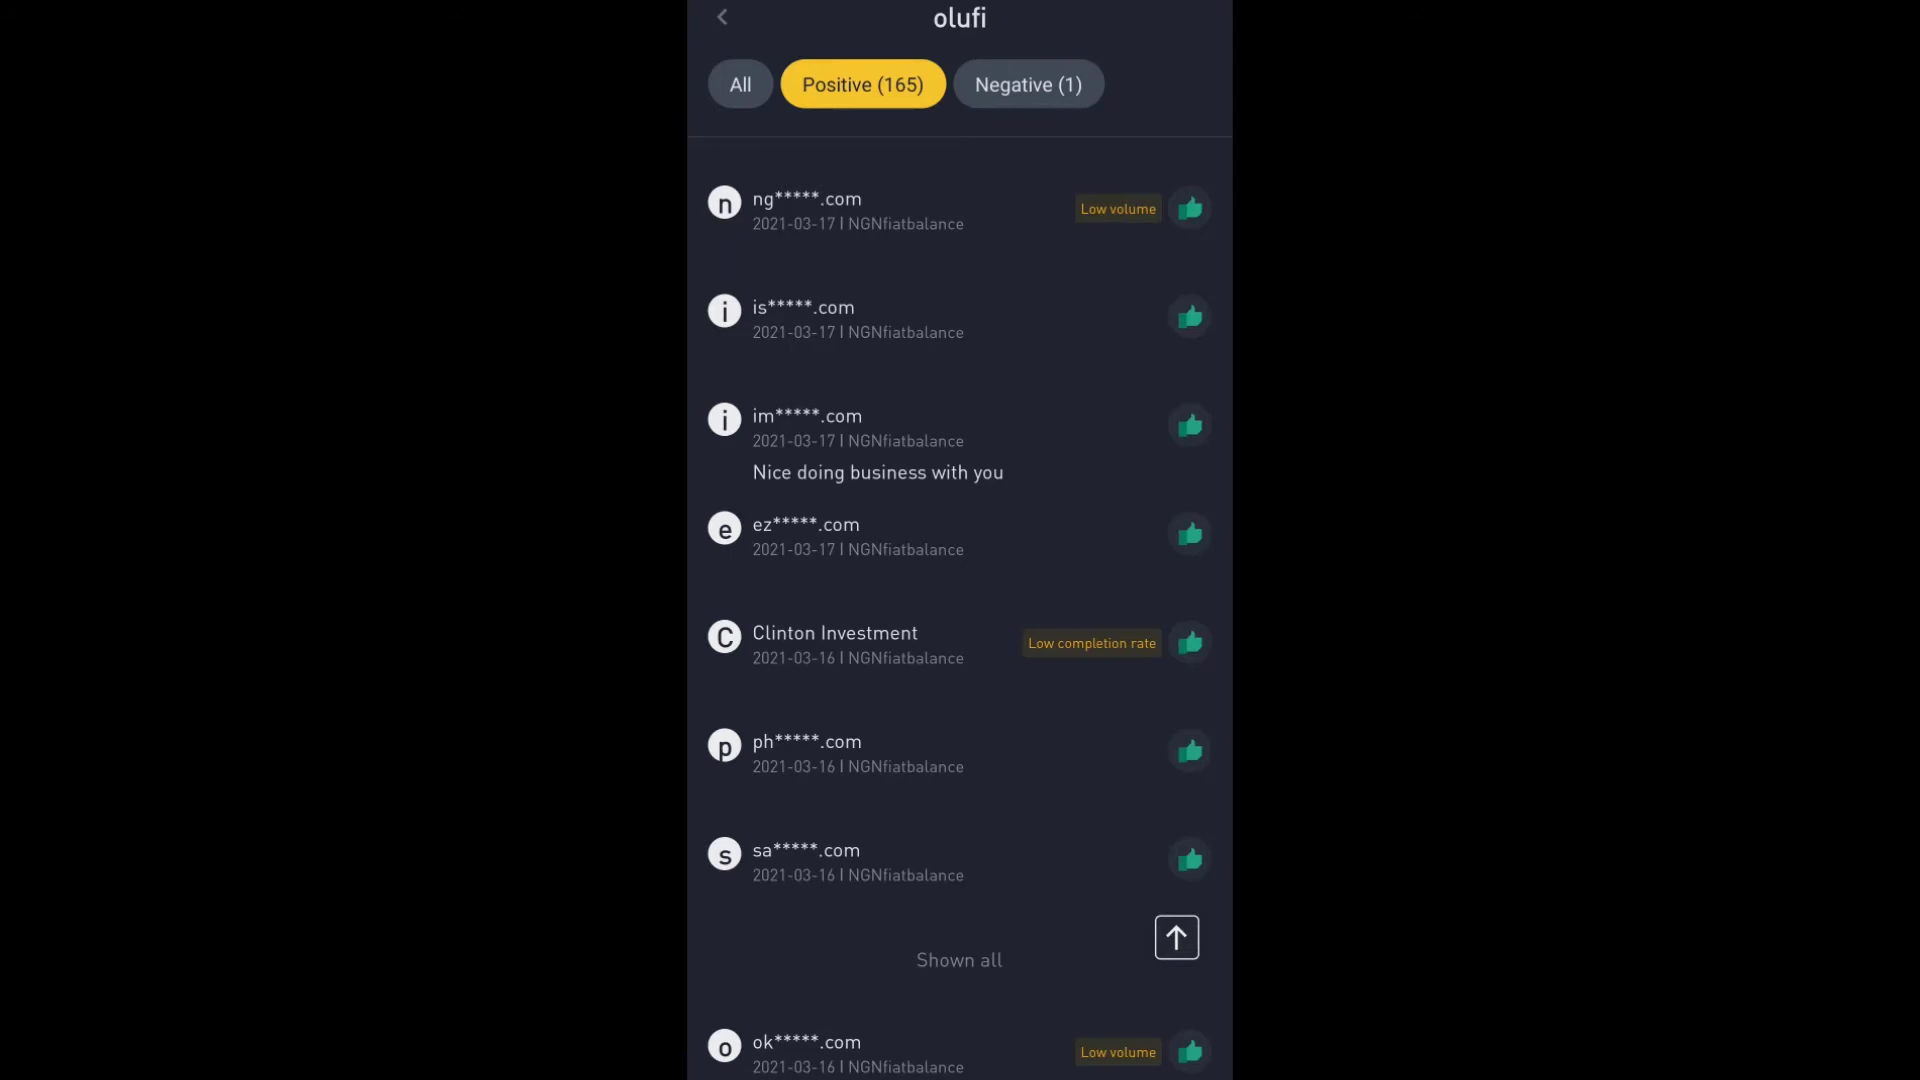 olufi
All
Positive (165)
Negative (1)
n
ng*****.com
Low volume
2021-03-17 | NGNfiatbalance
i
is*****.com
2021-03-17 | NGNfiatbalance
i
im*****.com
2021-03-17 | NGNfiatbalance
Nice doing business with you
e
ez*****.com
2021-03-17 | NGNfiatbalance
C
Clinton Investment
Low completion rate
2021-03-16 | NGNfiatbalance
p
ph*****.com
2021-03-16 | NGNfiatbalance
s
sa*****.com
2021-03-16 | NGNfiatbalance
Shown all
o
ok*****.com
Low volume
2021-03-16 | NGNfiatbalance